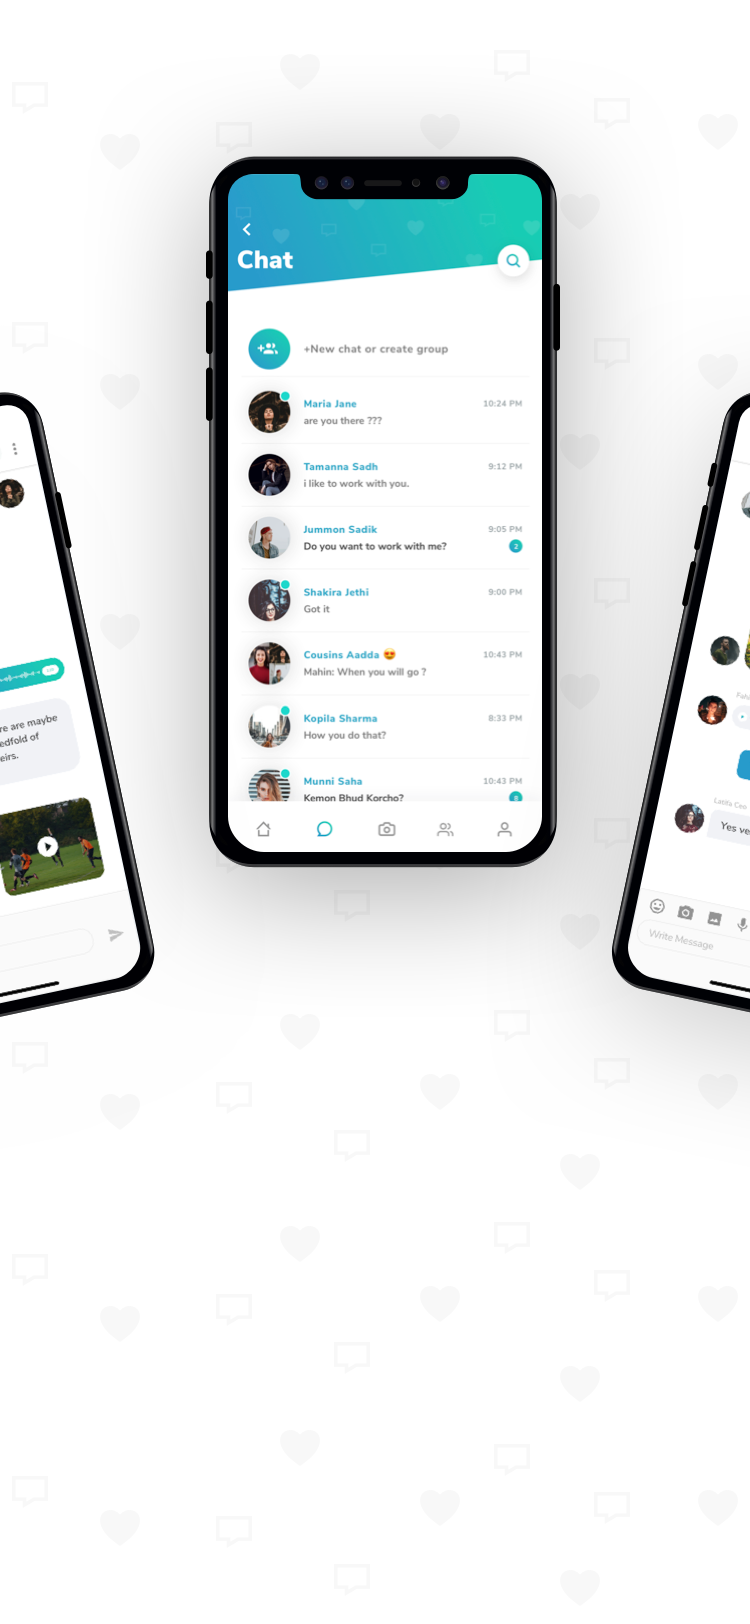 Chat
+New chat or create group
Maria Jane
10:24 PM
are you there ???
Tamanna Sadh
9:12 PM
i like to work with you.
Jummon Sadik
9:05 PM
Do you want to work with me?
2
Shakira Jethi
9:00 PM
Got it
Cousins Aadda 😍
10:43 PM
Mahin: When you will go ?
Kopila Sharma
8:33 PM
How you do that?
Munni Saha
10:43 PM
Kemon Bhud Korcho?
re are maybe
edfold of
eirs.
Latifa Ceo
Yes ve
Write Message